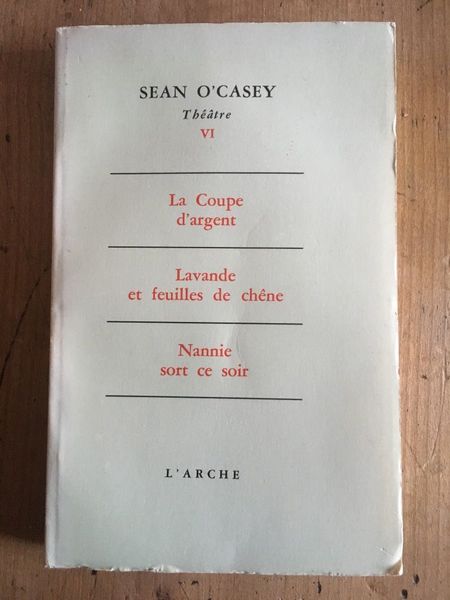 SEAN O'CASEY
Théâtre
VI
La Coupe
d'argent
Lavande
et feuilles de chêne
Nannie
sort ce soir
L'ARCHE